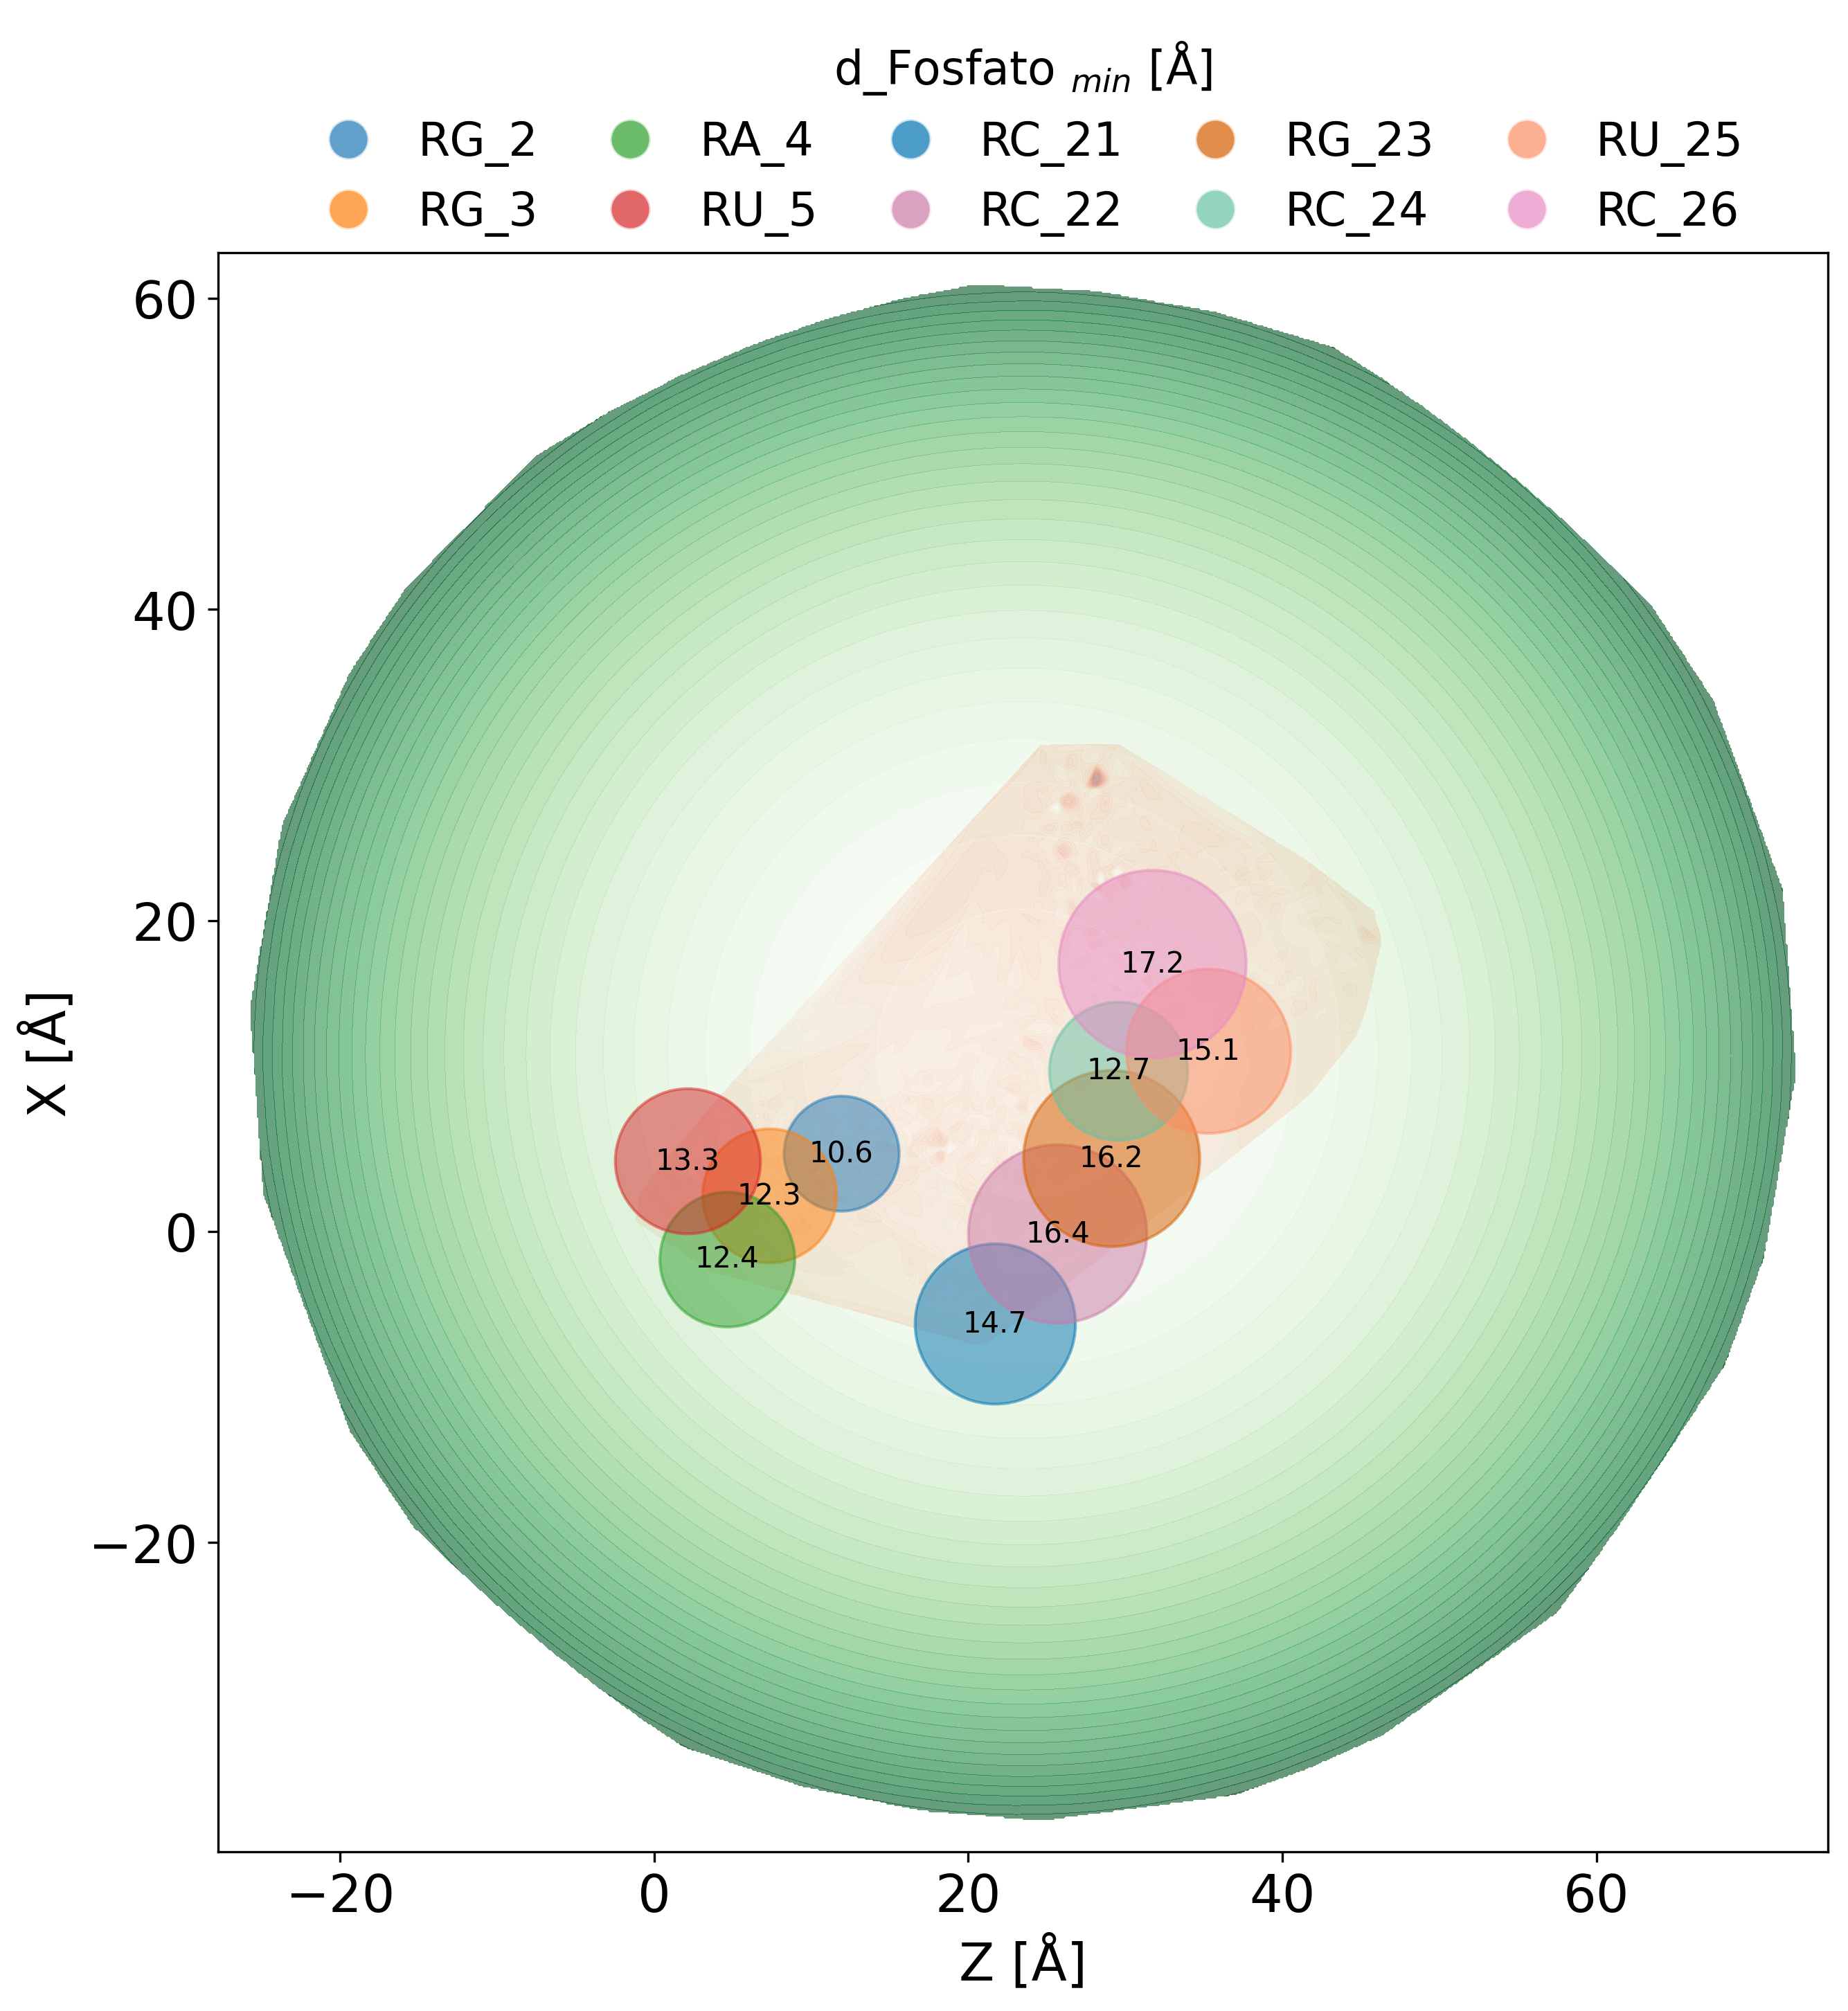 d_Fosfato min [Å]
RG_2 RA_4 RC_21 RG_23 RU_25
RG_3 RU_5 RC_22 RC_24 RC_26
60
40
20
0
−20
X [Å]
17.2
15.1
12.7
16.2
13.3
10.6
12.3
12.4
16.4
14.7
−20 0 20 40 60
Z [Å]